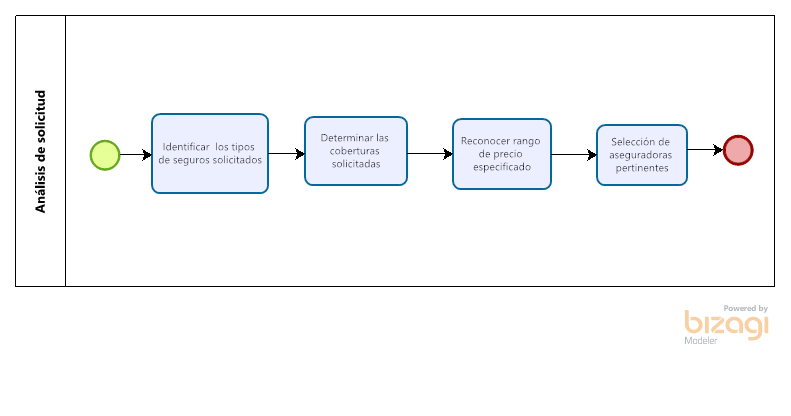 Análisis de solicitud
Identificar los tipos
de seguros solicitados
Determinar las
coberturas
solicitadas
Reconocer rango
de precio
especificado
Selección de
aseguradoras
pertinentes
Powered by
bizagi
Modeler